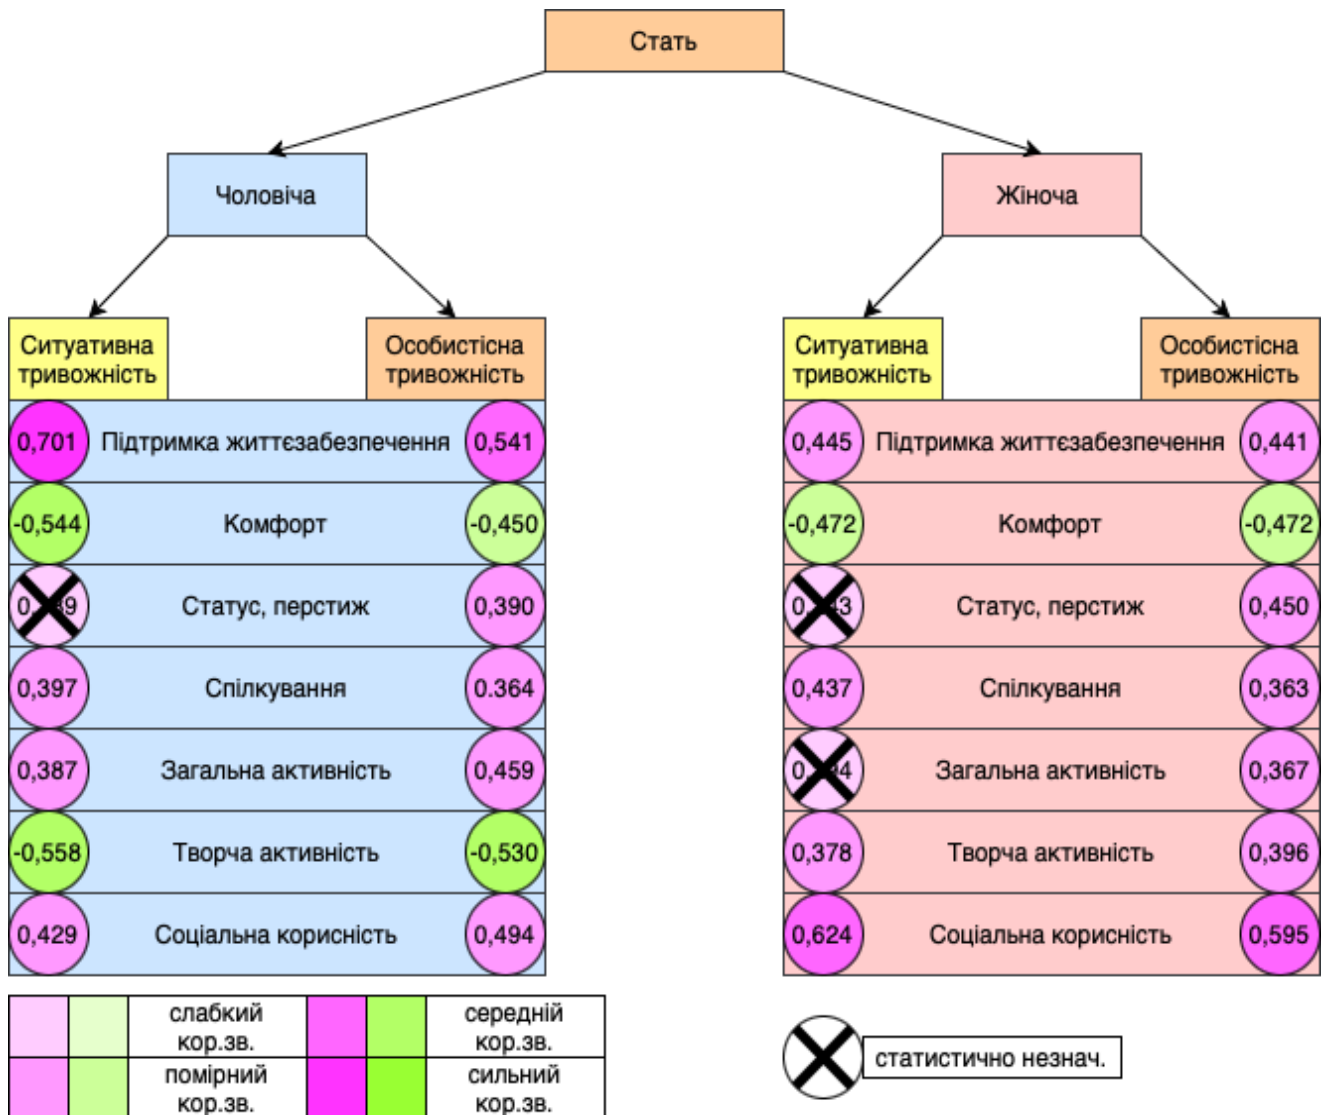 Стать
Чоловіча
Жіноча
Ситуативна
тривожність
Особистісна
тривожність
Ситуативна
тривожність
Особистісна
тривожність
0,701 Підтримка життєзабезпечення 0,541
0,445 Підтримка життєзабезпечення 0,441
-0,544 Комфорт -0,450
-0,472 Комфорт -0,472
Статус, перстиж 0,390
Статус, перстиж 0,450
0,397 Спілкування 0.364
0,437 Спілкування 0,363
0,387 Загальна активність 0,459
Загальна активність 0,367
-0,558 Творча активність -0,530
0,378 Творча активність 0,396
0,429 Соціальна корисність 0,494
0,624 Соціальна корисність 0,595
слабкий
кор.зв.
середній
кор.зв.
помірний
кор.зв.
сильний
кор.зв.
статистично незнач.